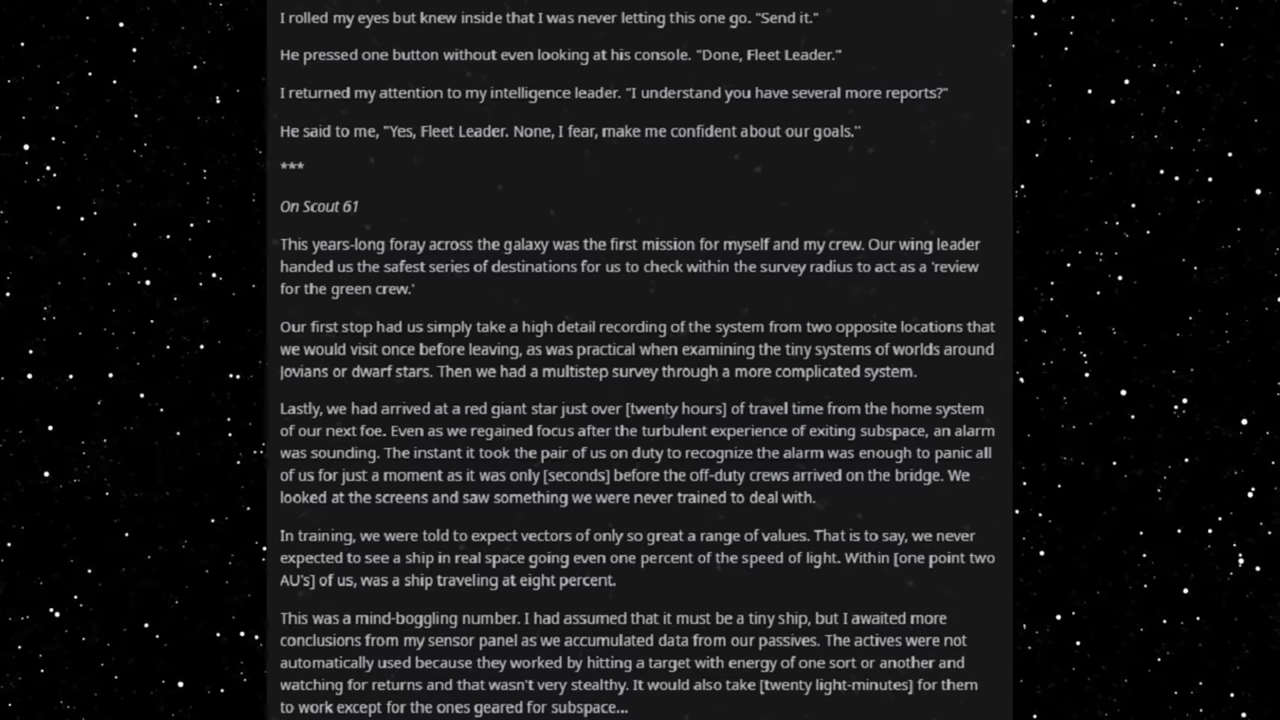 I rolled my eyes but knew inside that I was never letting this one go. "Send it."
He pressed one button without even looking at his console. "Done, Fleet Leader."
I returned my attention to my intelligence leader. "I understand you have several more reports?"
He said to me, "Yes, Fleet Leader. None, I fear, make me confident about our goals."
***
On Scout 61
This years-long foray across the galaxy was the first mission for myself and my crew. Our wing leader
handed us the safest series of destinations for us to check within the survey radius to act as a 'review
for the green crew.'
Our first stop had us simply take a high detail recording of the system from two opposite locations that
we would visit once before leaving, as was practical when examining the tiny systems of worlds around
Jovians or dwarf stars. Then we had a multistep survey through a more complicated system.
Lastly, we had arrived at a red giant star just over [twenty hours] of travel time from the home system
of our next foe. Even as we regained focus after the turbulent experience of exiting subspace, an alarm
was sounding. The instant it took the pair of us on duty to recognize the alarm was enough to panic all
of us for just a moment as it was only [seconds] before the off-duty crews arrived on the bridge. We
looked at the screens and saw something we were never trained to deal with.
In training, we were told to expect vectors of only so great a range of values. That is to say, we never
expected to see a ship in real space going even one percent of the speed of light. Within [one point two
AU's] of us, was a ship traveling at eight percent.
This was a mind-boggling number. I had assumed that it must be a tiny ship, but I awaited more
conclusions from my sensor panel as we accumulated data from our passives. The actives were not
automatically used because they worked by hitting a target with energy of one sort or another and
watching for returns and that wasn't very stealthy. It would also take [twenty light-minutes] for them
to work except for the ones geared for subspace...